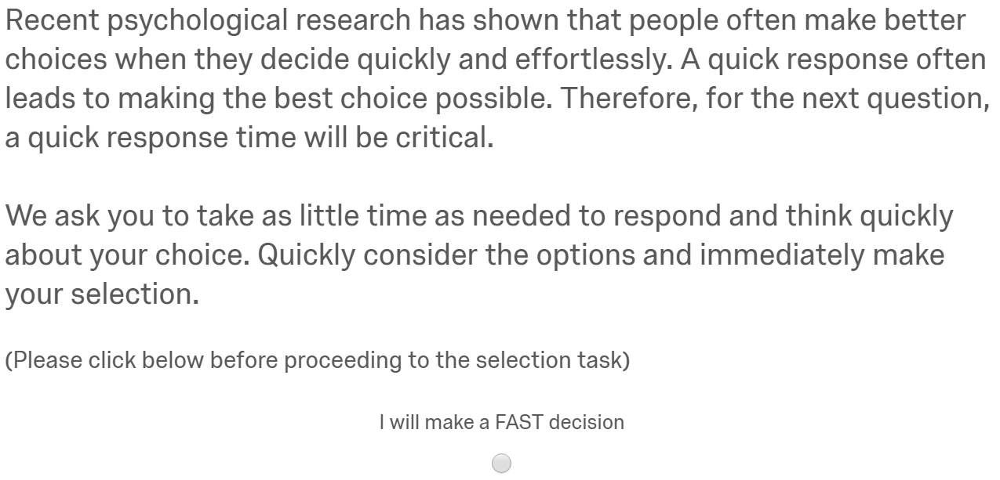 Recent psychological research has shown that people often make better
choices when they decide quickly and effortlessly. A quick response often
leads to making the best choice possible. Therefore, for the next question,
a quick response time will be critical.
We ask you to take as little time as needed to respond and think quickly
about your choice. Quickly consider the options and immediately make
your selection.
(Please click below before proceeding to the selection task)
I will make a FAST decision